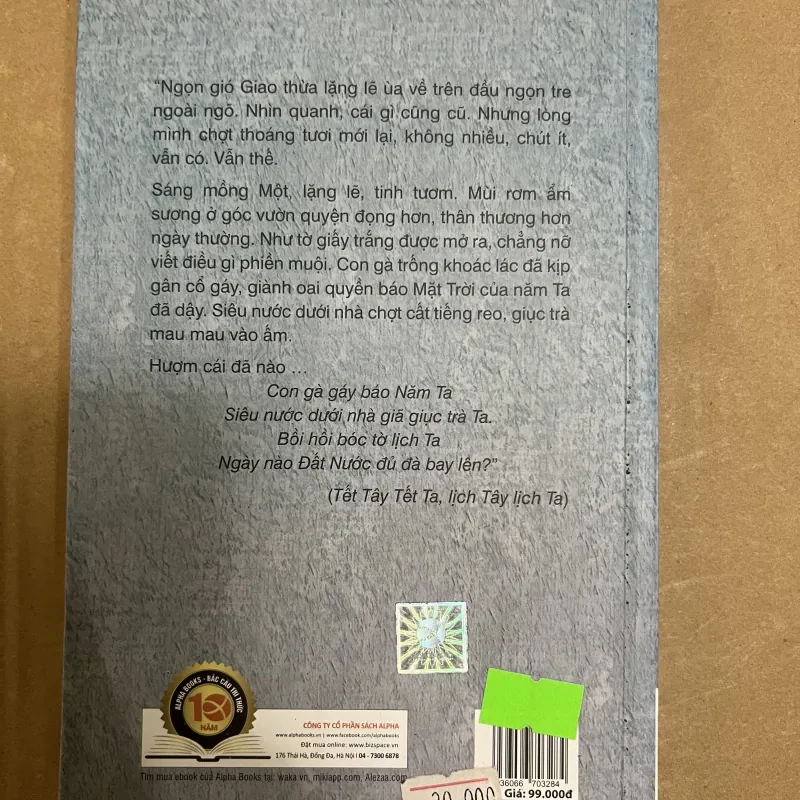 “Ngọn gió Giao thừa lặng lẽ ùa về trên đầu ngọn tre
ngoài ngõ. Nhìn quanh, cái gì cũng cũ. Nhưng lòng
mình chợt thoáng tươi mới lại, không nhiều, chút ít,
vẫn có. Vẫn thế.
Sáng mồng Một, lặng lẽ, tinh tươm. Mùi rơm ẩm
sương ở góc vườn quyện đọng hơn, thân thương hơn
ngày thường. Như tờ giấy trắng được mở ra, chẳng nỡ
viết điều gì phiền muội. Con gà trống khoác lác đã kịp
gân cổ gáy, giành oai quyền báo Mặt Trời của năm Ta
đã dậy. Siêu nước dưới nhà chợt cất tiếng reo, giục trà
mau mau vào ấm.
Hượm cái đã nào ...
Con gà gáy báo Năm Ta
Siêu nước dưới nhà giã giục trà Ta.
Bồi hồi bóc tờ lịch Ta
Ngày nào Đất Nước đủ đà bay lên?”
(Tết Tây Tết Ta, lịch Tây lịch Ta)
ALPHA BOOKS - BẮC CẦU TRI THỨC
10
NĂM
CÔNG TY CỔ PHẦN SÁCH ALPHA
www.alphabooks.vn | www.facebook.com/alphabooks
Đặt mua online: www.bizspace.vn
176 Thái Hà, Đống Đa, Hà Nội | 04 - 7300 6878
Tìm mua ebook của Alpha Books tại: waka.vn, mikiapp.com, Alezaa.com
36066 703284
Giá: 99.000đ